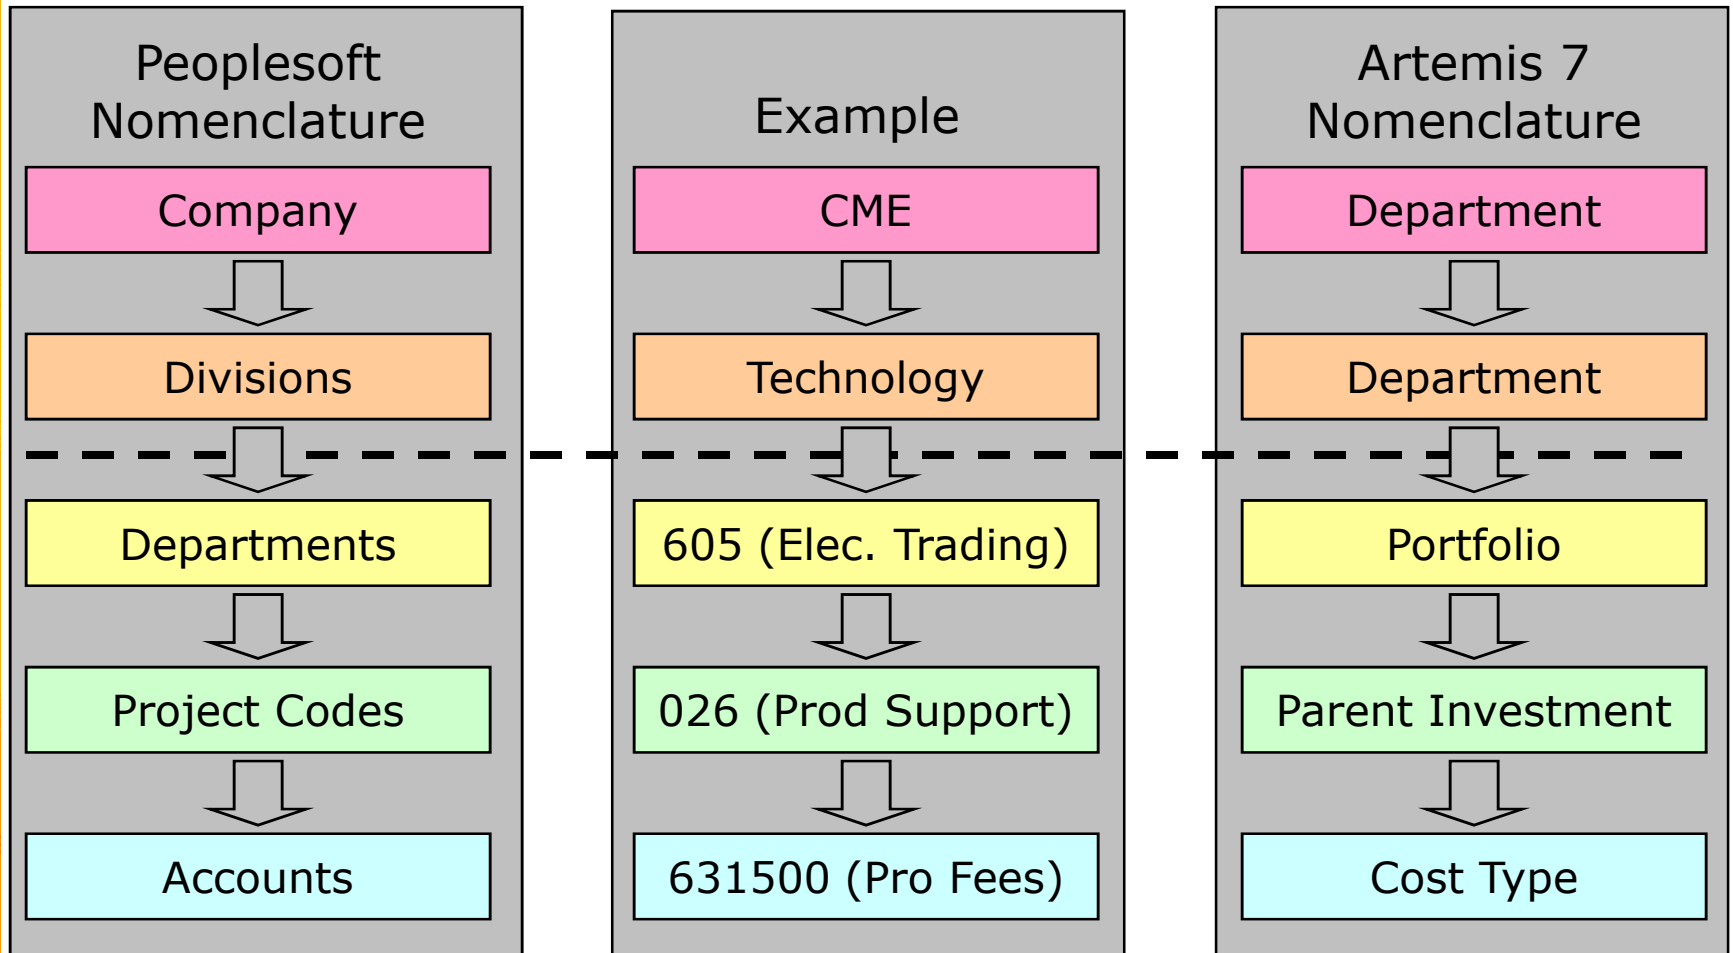 Peoplesoft
Nomenclature
Company
Divisions
Departments
Project Codes
Accounts
Example
CME
Technology
605 (Elec. Trading)
026 (Prod Support)
631500 (Pro Fees)
Artemis 7
Nomenclature
Department
Department
Portfolio
Parent Investment
Cost Type